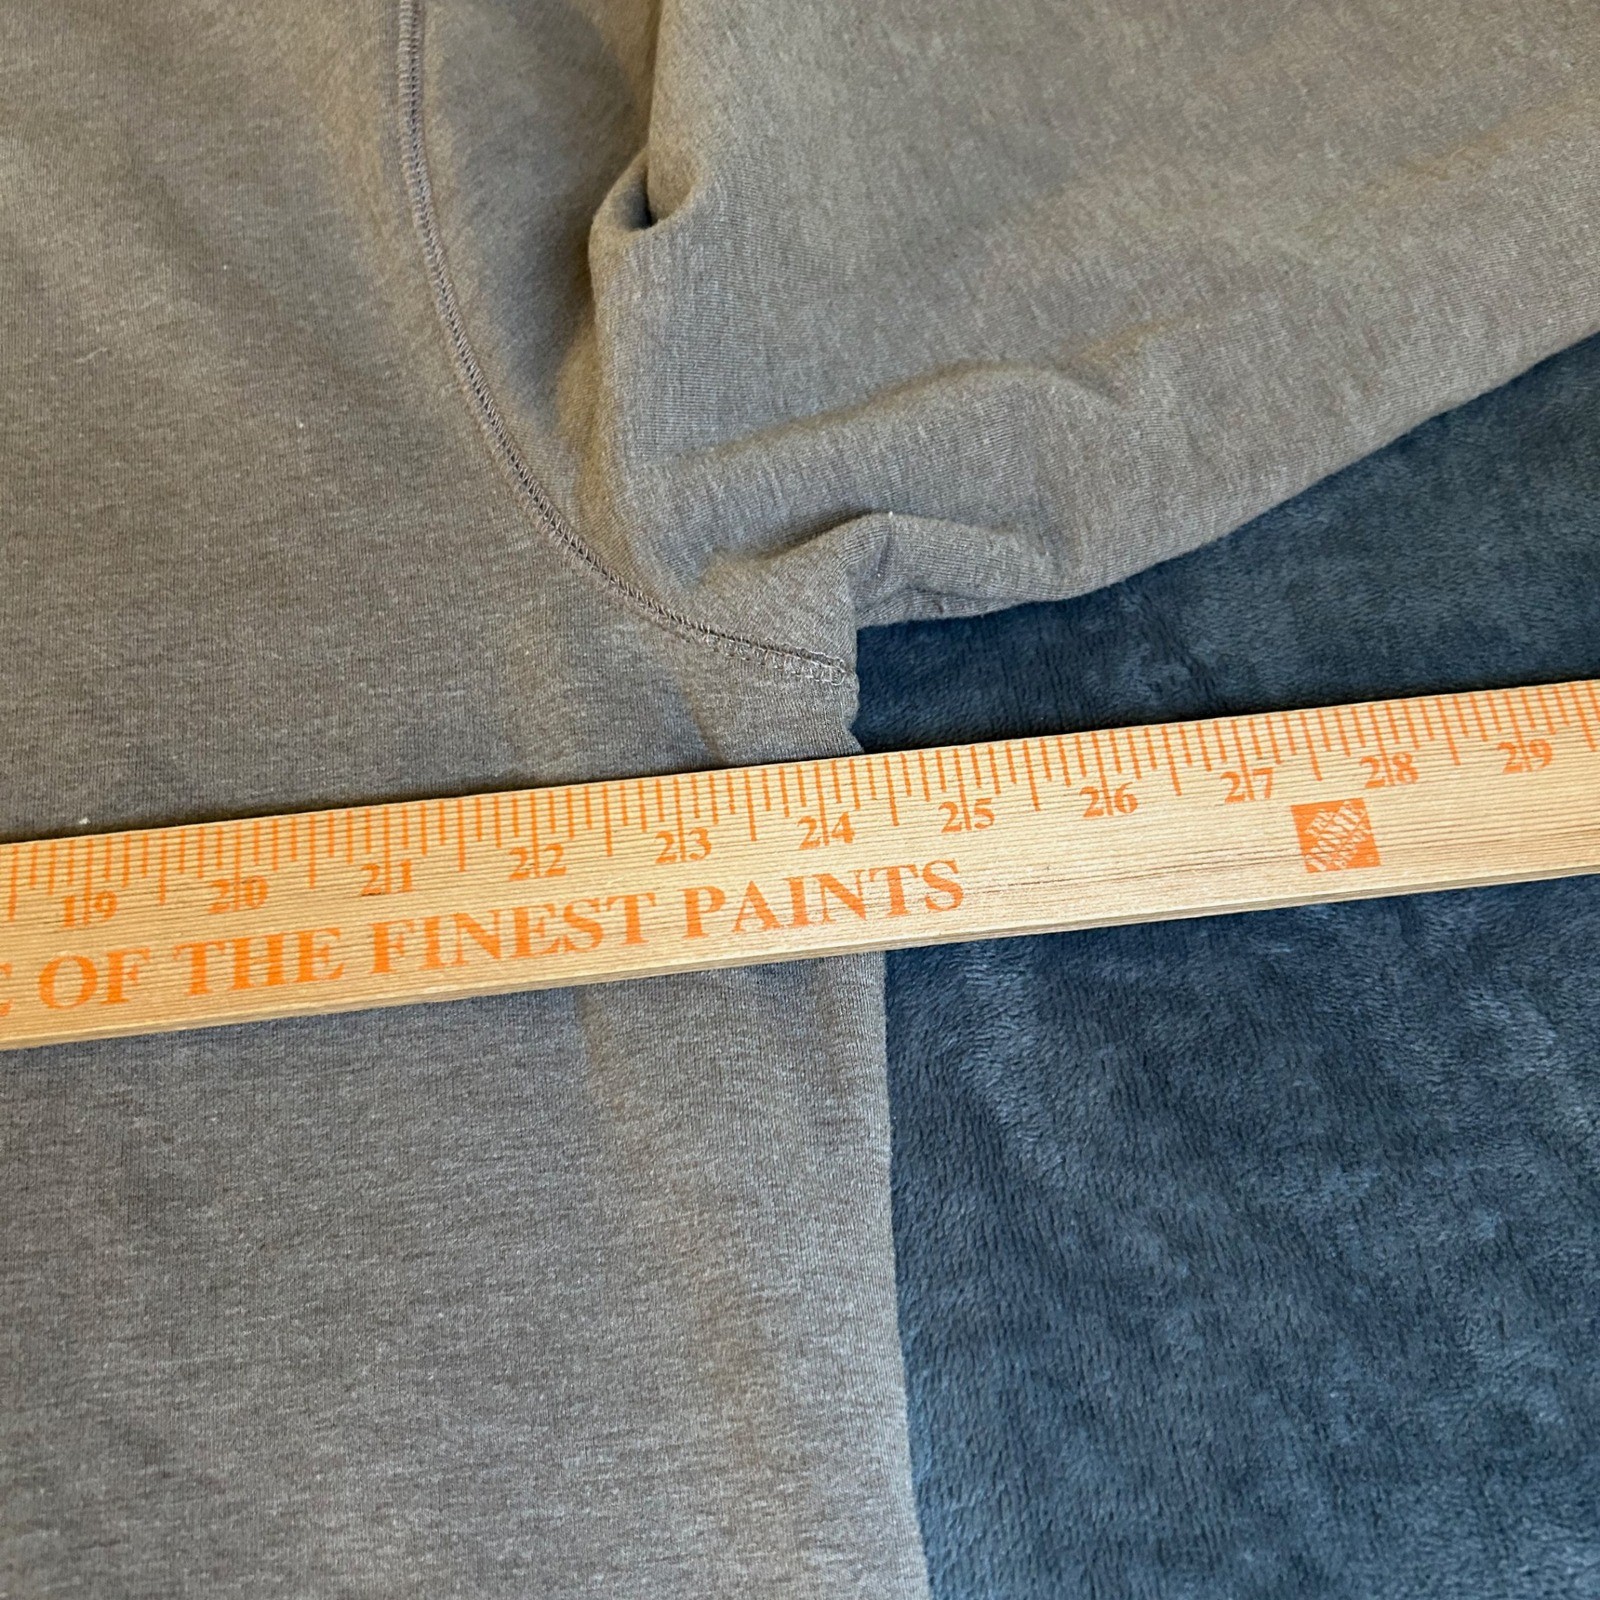 19 20 21 22 23 24 25 26 27 28 29
OF THE FINEST PAINTS